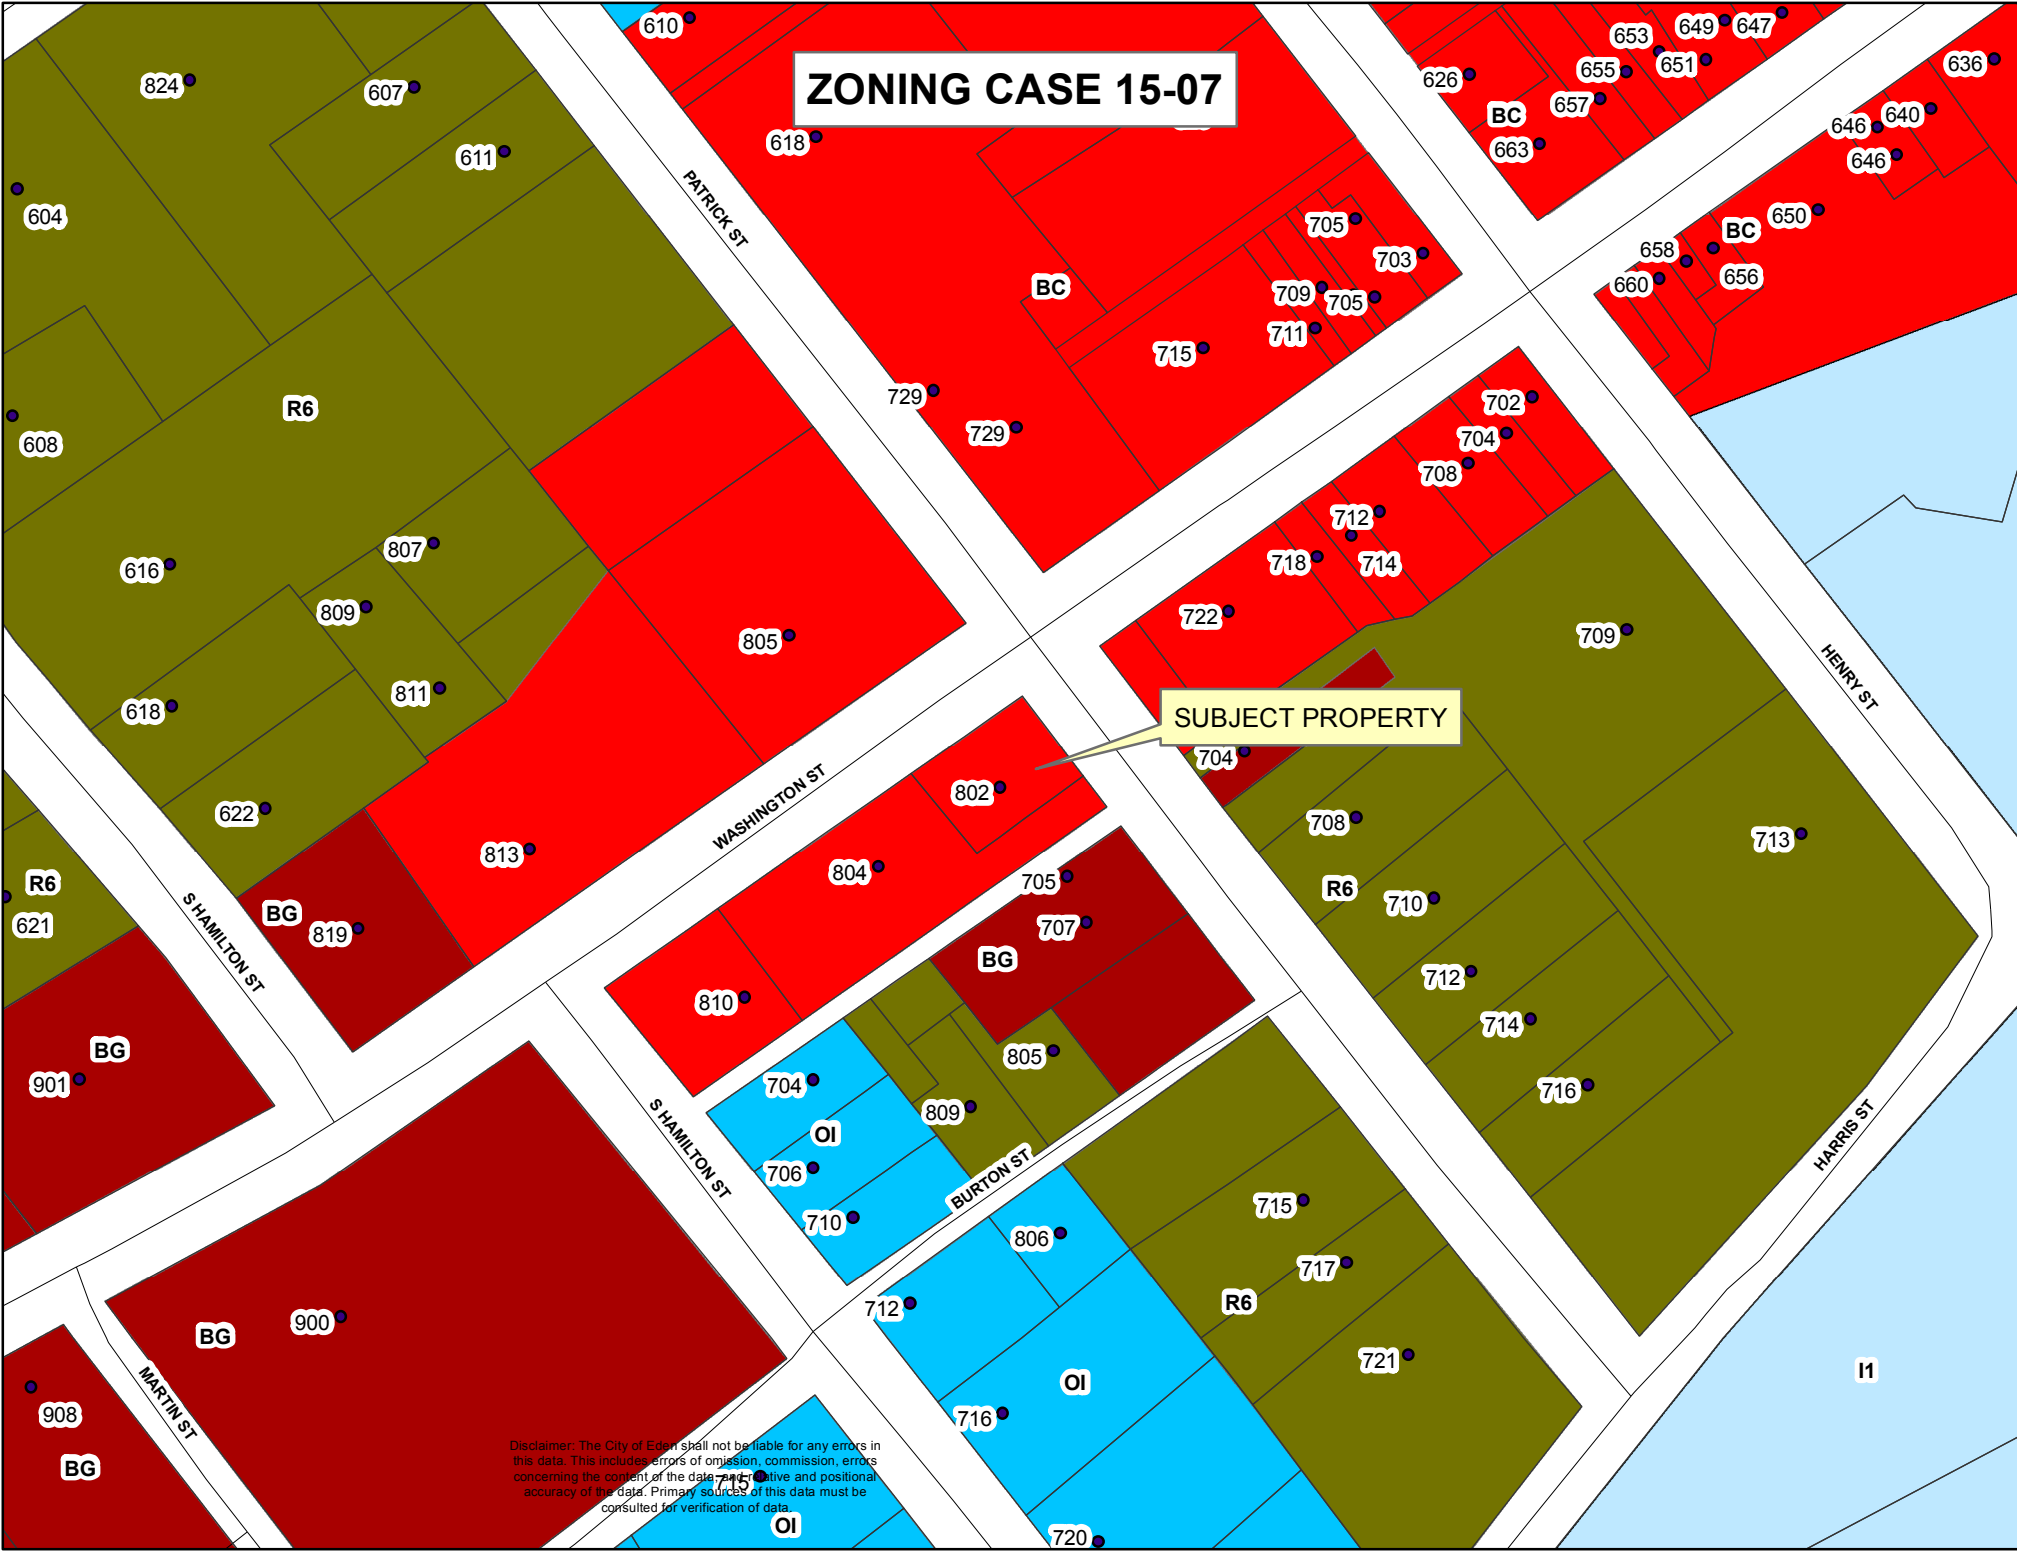 610
649
647
653
ZONING CASE 15-07
824
607
626
655
651
636
657
BC
618
663
646
640
611
646
604
PATRICK ST
705
650
BC
703
658
656
BC
709
705
660
711
715
729
702
R6
729
704
608
708
807
712
616
718
714
809
722
805
709
HENRY ST
811
618
SUBJECT PROPERTY
704
WASHINGTON ST
802
622
708
713
813
804
705
R6
R6
710
BG
819
621
707
S HAMILTON ST
BG
712
810
714
BG
805
901
704
716
S HAMILTON ST
809
OI
HARRIS ST
706
BURTON ST
715
710
806
717
712
R6
900
BG
721
I1
MARTIN ST
OI
908
716
BG
Disclaimer: The City of Eden shall not be liable for any errors in
this data. This includes errors of omission, commission, errors
concerning the content of the data, and relative and positional
accuracy of the data. Primary sources of this data must be
consulted for verification of data.
715
OI
720